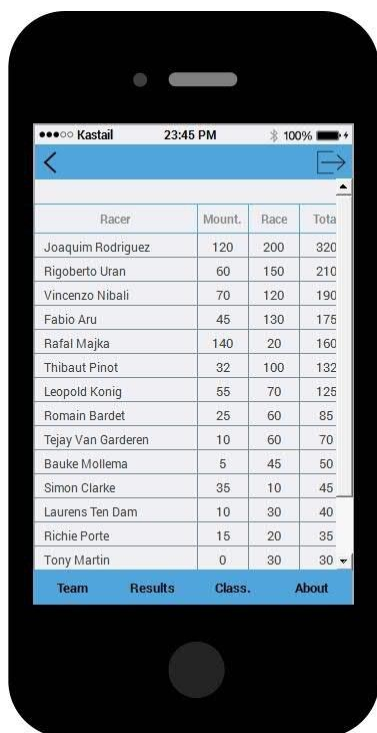 Kastail 23:45 PM 100%
Racer Mount. Race Tota
Joaquim Rodriguez 120 200 320
Rigoberto Uran 60 150 210
Vincenzo Nibali 70 120 190
Fabio Aru 45 130 175
Rafal Majka 140 20 160
Thibaut Pinot 32 100 132
Leopold Konig 55 70 125
Romain Bardet 25 60 85
Tejay Van Garderen 10 60 70
Bauke Mollema 5 45 50
Simon Clarke 35 10 45
Laurens Ten Dam 10 30 40
Richie Porte 15 20 35
Tony Martin 0 30 30
Team Results Class. About